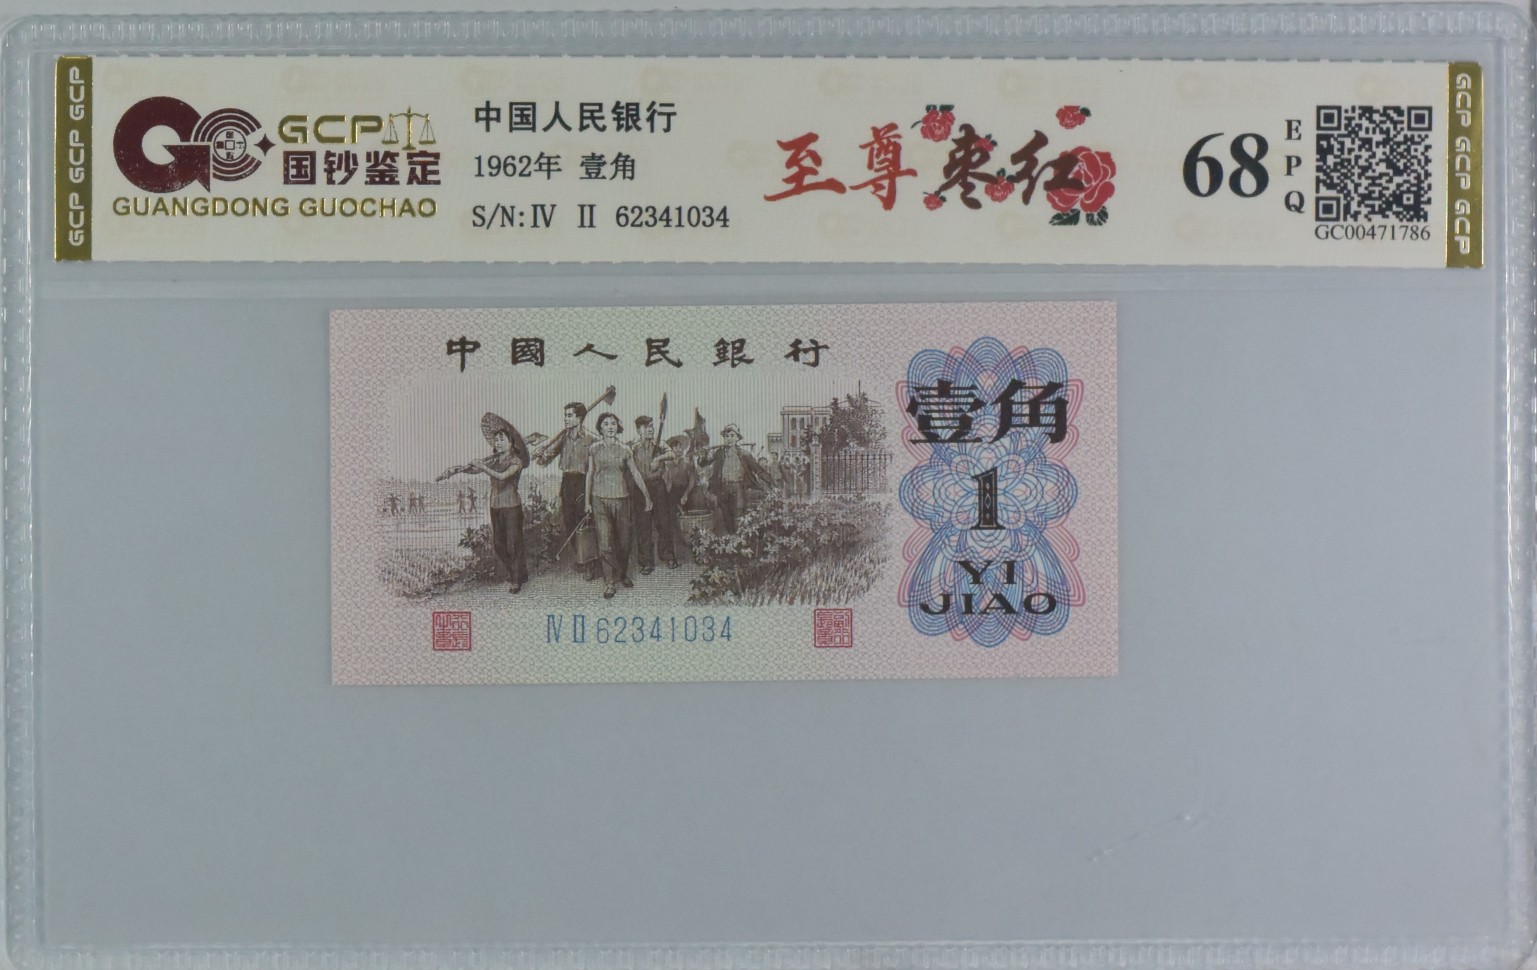 GCP GCP GCP
GCP
国钞鉴定
GUANGDONG GUOCHAO
中国人民银行
1962年 壹角
S/N:Ⅳ Ⅱ 62341034
至尊枣红
68
EPQ
GC00471786
GCP GCP GCP
中國人民銀行
壹角
1
YI
JIAO
Ⅳ Ⅱ 62341034